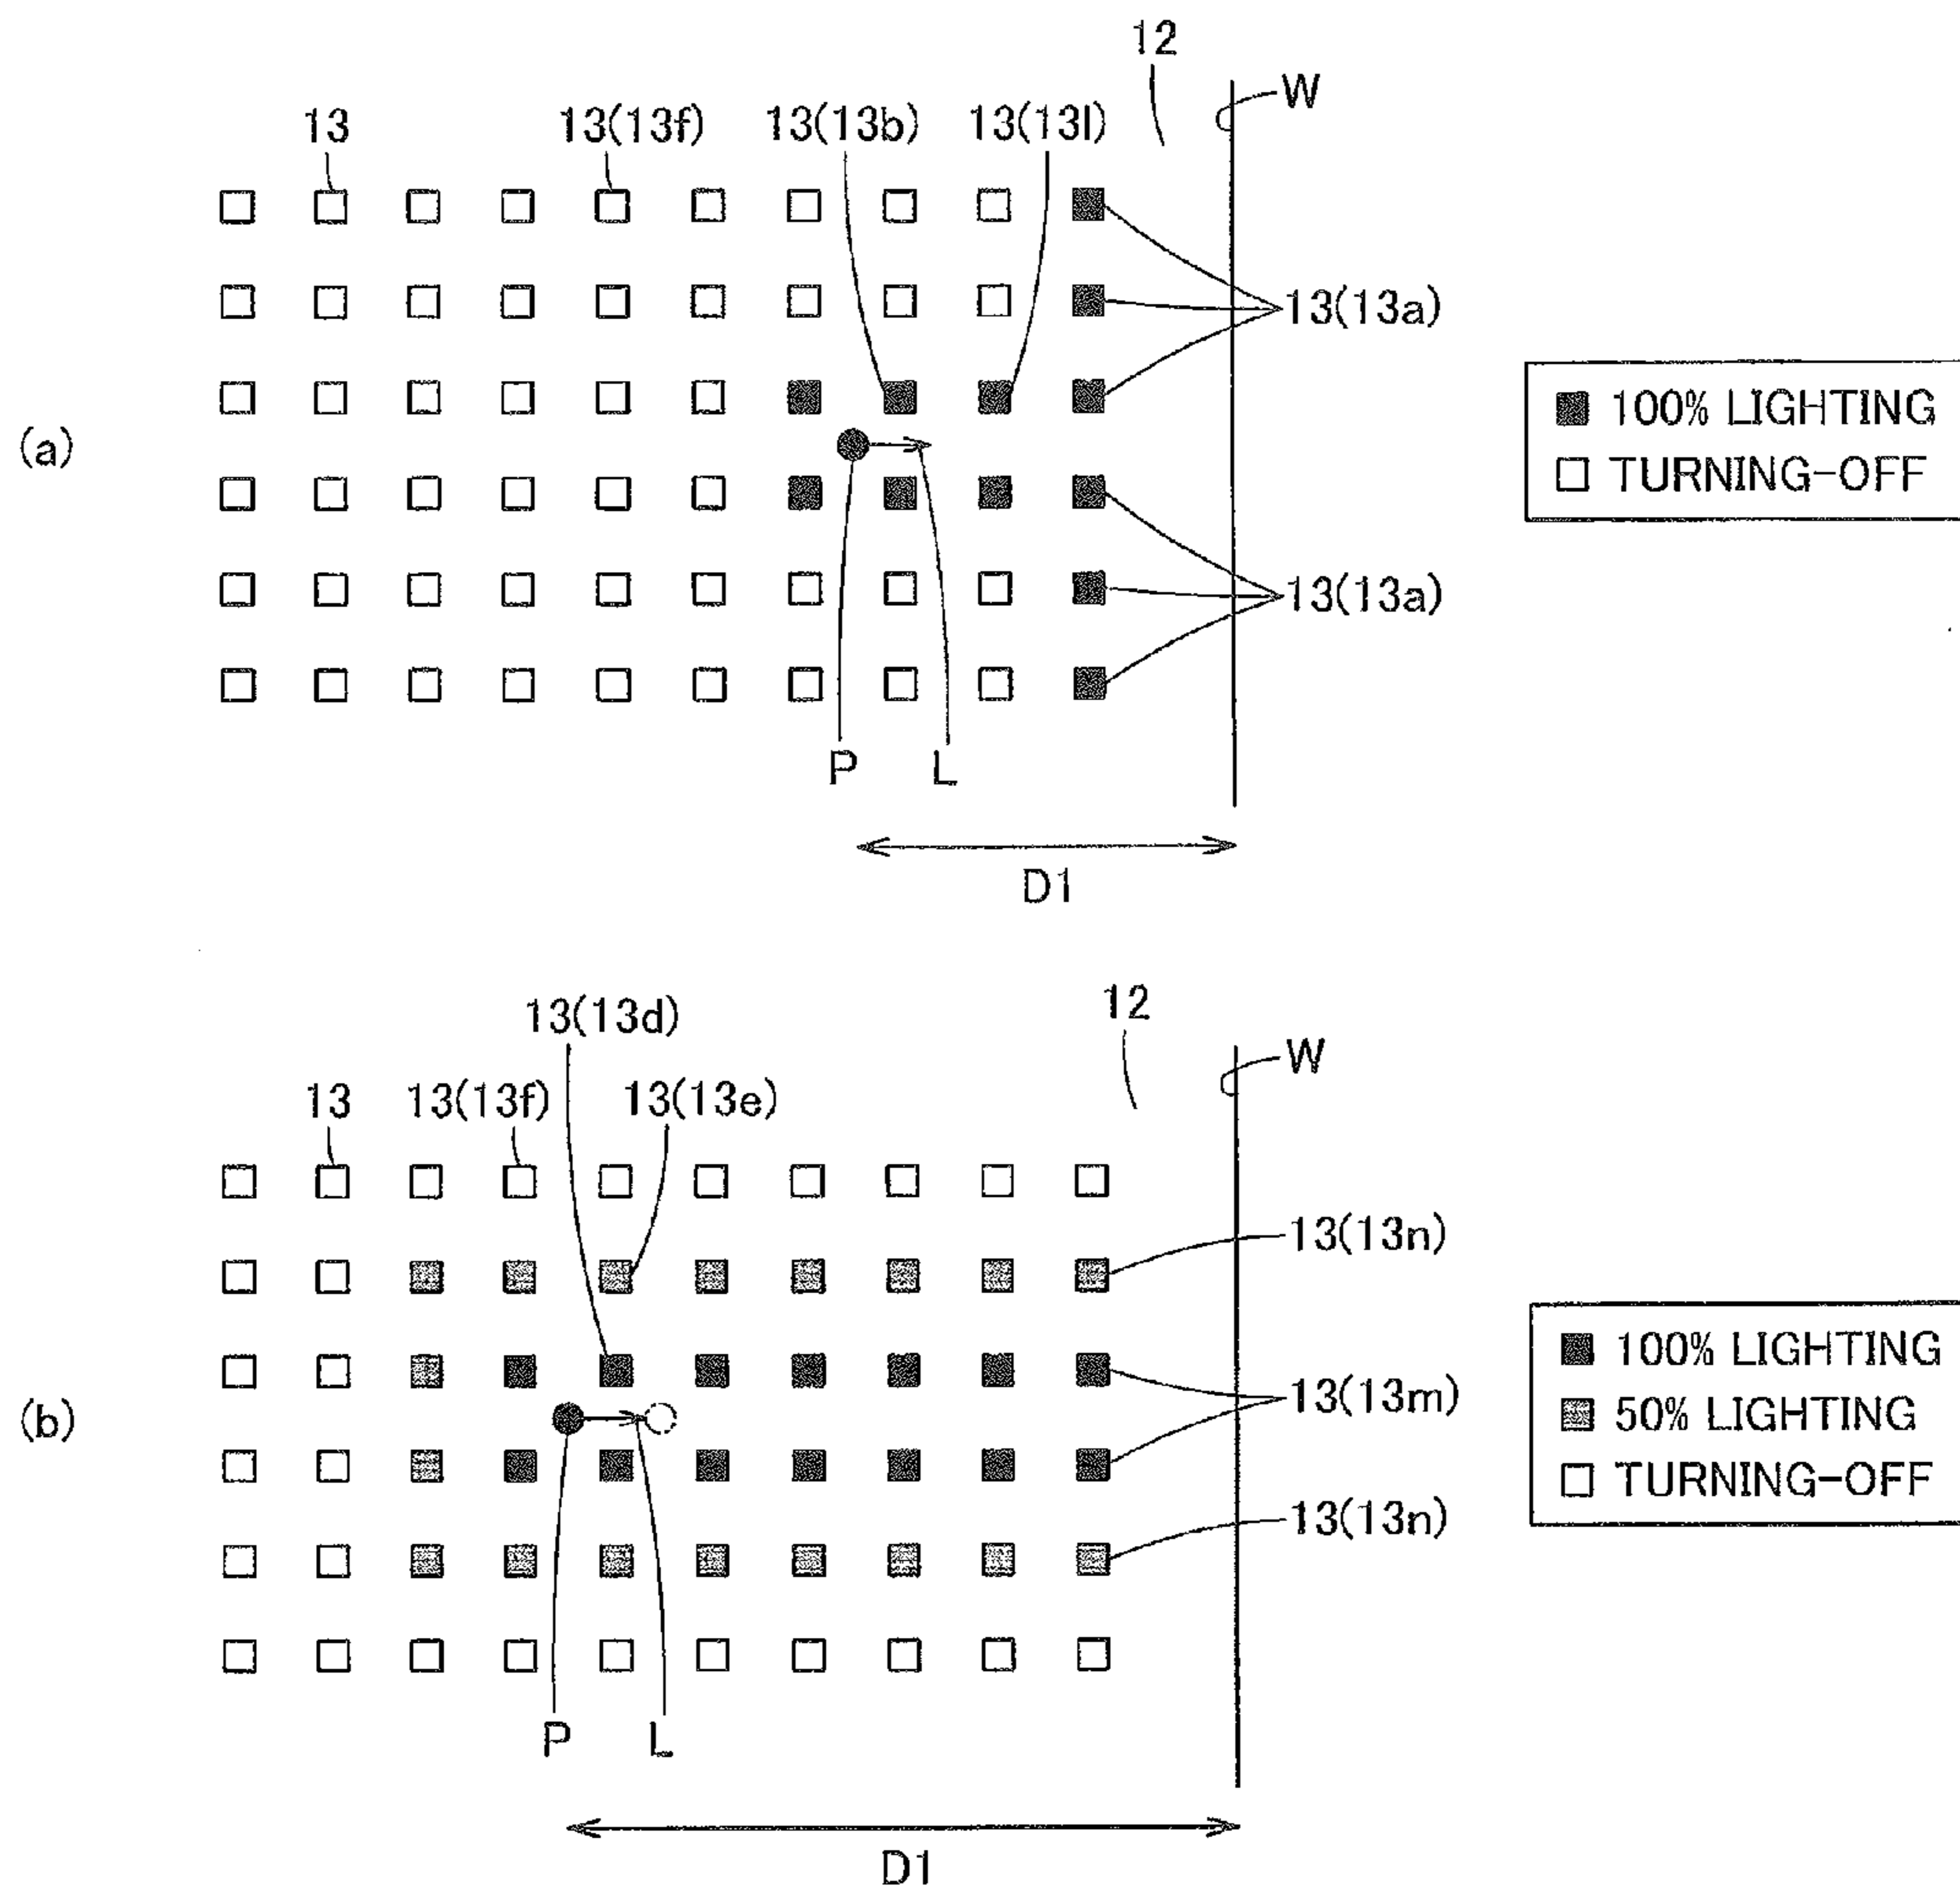 12
W
13
13(13f)
13(13b)
13(13l)
13(13a)
(a)
100% LIGHTING
TURNING-OFF
13(13a)
P
L
D1
13(13d)
12
W
13
13(13f)
13(13e)
13(13n)
(b)
13(13m)
100% LIGHTING
50% LIGHTING
TURNING-OFF
13(13n)
P
L
D1